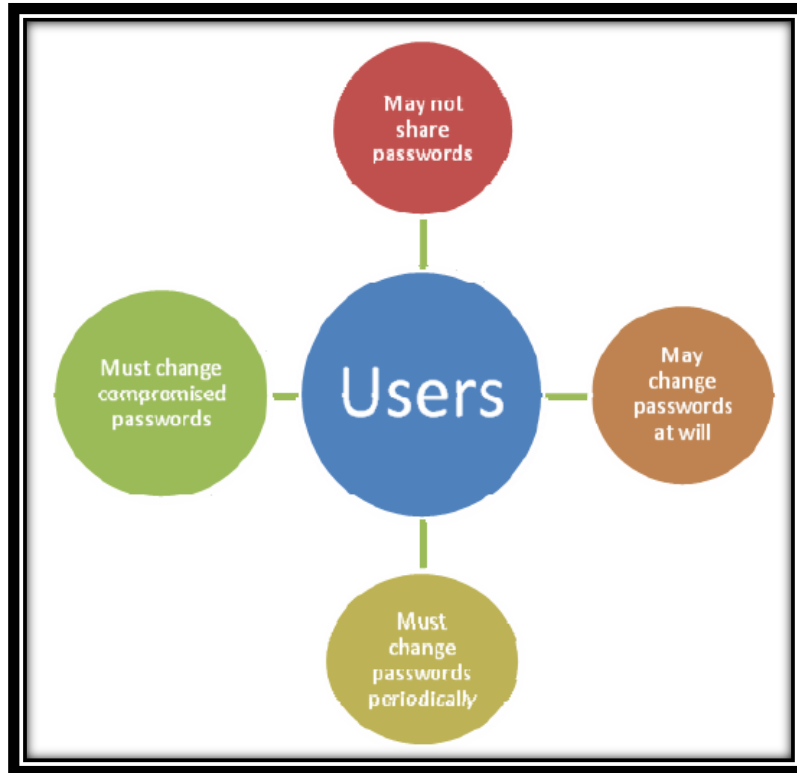 May not
share
passwords
Must change
compromised
passwords
Users
May
change
passwords
at will
Must
change
passwords
periodically